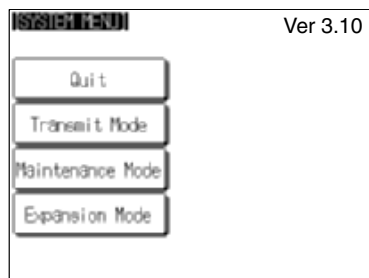 [SYSTEM MENU]
Ver 3.10
Quit
Transmit Mode
Maintenance Mode
Expansion Mode